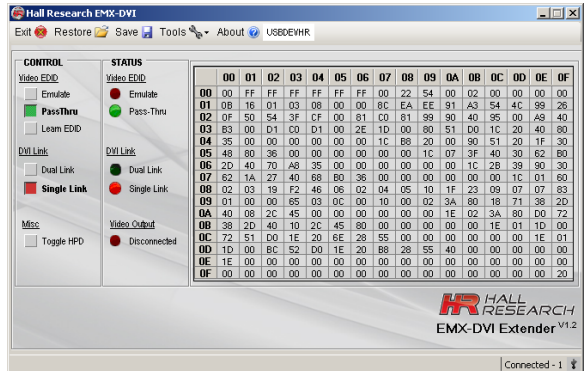 Hall Research EMX-DVI
Exit Restore Save Tools About USBDEVHR
CONTROL
Video EDID
Emulate
PassThru
Learn EDID
DVI Link
Dual Link
Single Link
Misc
Toggle HPD
STATUS
Video EDID
Emulate
Pass-Thru
DVI Link
Dual Link
Single Link
Video Output
Disconnected
00 01 02 03 04 05 06 07 08 09 0A 0B 0C 0D 0E 0F
00 00 FF FF FF FF FF FF 00 22 54 00 02 00 00 00 00
01 0B 16 01 03 08 00 00 8C EA EE 91 A3 54 4C 99 26
02 0F 50 54 3F CF 00 81 C0 81 99 90 40 95 00 A9 40
03 B3 00 D1 C0 D1 00 2E 1D 00 80 51 D0 1C 20 40 80
04 35 00 00 00 00 00 00 1C B8 20 00 90 51 20 1F 30
05 48 80 36 00 00 00 00 00 00 1C 07 3F 40 30 62 B0
06 2D 40 70 A8 35 00 00 00 00 00 1C 2B 39 90 30
07 62 1A 27 40 68 B0 36 00 00 00 00 00 00 1C 01 60
08 02 03 19 F2 46 06 02 04 05 10 1F 23 09 07 07 83
09 01 00 00 65 03 0C 00 10 00 02 3A 80 18 71 38 2D
0A 40 08 2C 45 00 00 00 00 00 00 1E 02 3A 80 D0 72
0B 38 2D 40 10 2C 45 80 00 00 00 00 00 1E 01 1D 00
0C 72 51 D0 1E 20 6E 28 55 00 00 00 00 00 00 1E 01
0D 1D 00 BC 52 D0 1E 20 B8 28 55 40 00 00 00 00 00
0E 1E 00 00 00 00 00 00 00 00 00 00 00 00 00 00 00
0F 00 00 00 00 00 00 00 00 00 00 00 00 00 00 00 20
HR HALL RESEARCH
EMX-DVI Extender V1.2
Connected - 1